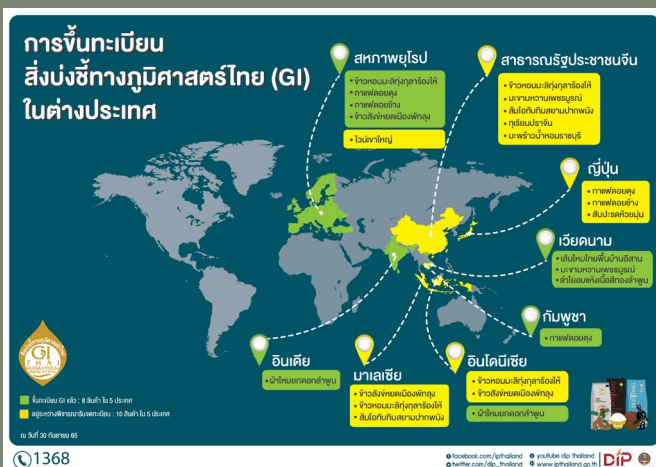 การขึ้นทะเบียน
สิ่งบ่งชี้ทางภูมิศาสตร์ไทย (GI)
ในต่างประเทศ
สหภาพยุโรป
• ข้าวหอมมะลิทุ่งกุลาร้องไห้
• กาแฟดอยตุง
• กาแฟดอยช้าง
• ข้าวสังข์หยดเมืองพัทลุง
• ไวน์เขาใหญ่
สาธารณรัฐประชาชนจีน
• ข้าวหอมมะลิทุ่งกุลาร้องไห้
• มะขามหวานเพชรบูรณ์
• ส้มโอทับทิมสยามปากพนัง
• ทุเรียนปราจีน
• มะพร้าวน้ำหอมราชบุรี
ญี่ปุ่น
• กาแฟดอยตุง
• กาแฟดอยช้าง
• สับปะรดห้วยมุ่น
เวียดนาม
• เส้นไหมไทยพื้นบ้านอีสาน
• มะขามหวานเพชรบูรณ์
• ลำไยอบแห้งเนื้อสีทองลำพูน
กัมพูชา
• กาแฟดอยตุง
อินเดีย
• ผ้าไหมยกดอกลำพูน
มาเลเซีย
• ข้าวสังข์หยดเมืองพัทลุง
• ข้าวหอมมะลิทุ่งกุลาร้องไห้
• ส้มโอทับทิมสยามปากพนัง
อินโดนีเซีย
• ข้าวหอมมะลิทุ่งกุลาร้องไห้
• ข้าวสังข์หยดเมืองพัทลุง
• ผ้าไหมยกดอกลำพูน
สิ่งบ่งชี้ทางภูมิศาสตร์ไทย
GI
THAI
GEOGRAPHICAL
INDICATION
ขึ้นทะเบียน GI แล้ว : 8 สินค้า ใน 5 ประเทศ
อยู่ระหว่างพิจารณารับจดทะเบียน : 10 สินค้า ใน 5 ประเทศ
ณ วันที่ 30 กันยายน 65
1368
facebook.com/ipthailand
youtube dip thailand
twitter.com/dip_thailand
www.ipthailand.go.th
DIP